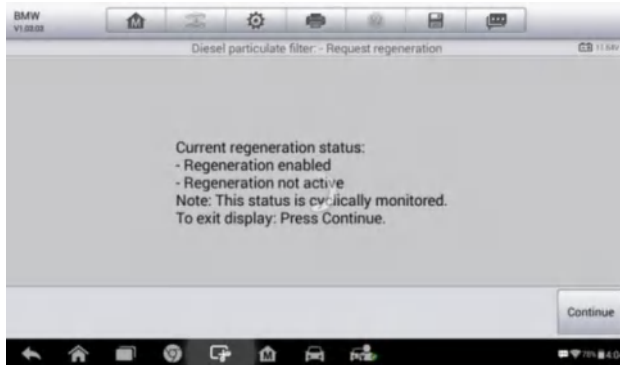 BMW
Diesel particulate filter: - Request regeneration
Current regeneration status:
- Regeneration enabled
- Regeneration not active
Note: This status is cyclically monitored.
To exit display: Press Continue.
Continue
78%